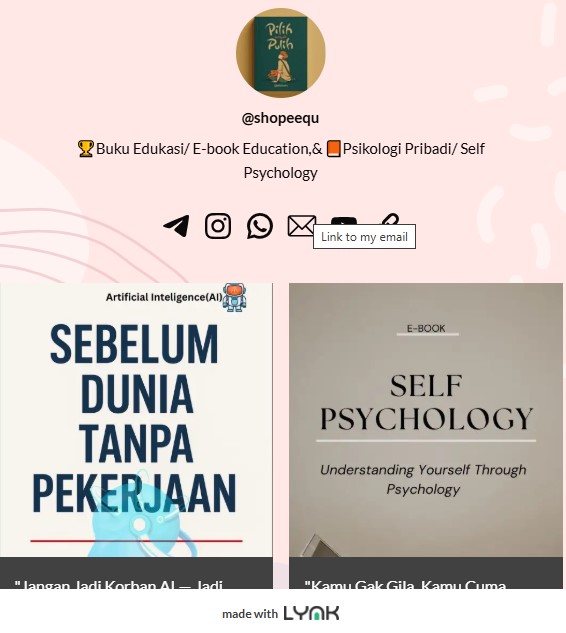 Pilih
Pulih
@shopeequ
🏆Buku Edukasi/ E-book Education,& 📙Psikologi Pribadi/ Self
Psychology
Link to my email
Artificial Inteligence(AI)
SEBELUM
DUNIA
TANPA
PEKERJAAN
E-BOOK
SELF
PSYCHOLOGY
Understanding Yourself Through
Psychology
"Jangan Jadi Korban AI — Jadi
"Kamu Gak Gila, Kamu Cuma
made with LYNK